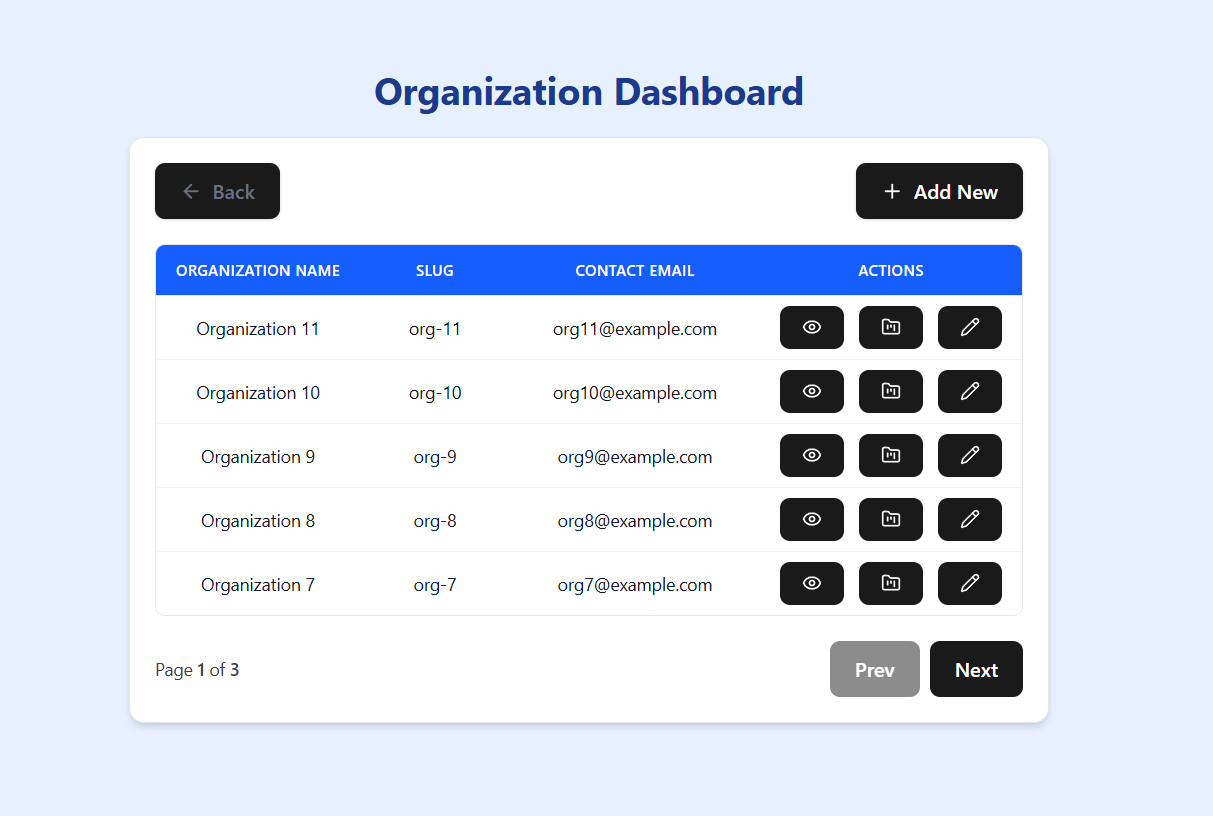 Organization Dashboard
Back
Add New
ORGANIZATION NAME SLUG CONTACT EMAIL ACTIONS
Organization 11 org-11 org11@example.com
Organization 10 org-10 org10@example.com
Organization 9 org-9 org9@example.com
Organization 8 org-8 org8@example.com
Organization 7 org-7 org7@example.com
Page 1 of 3
Prev
Next